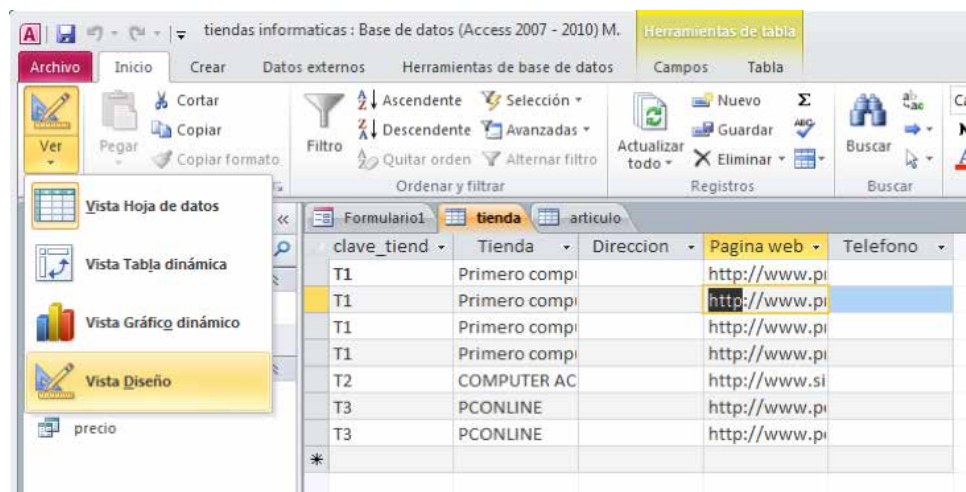 tiendas informaticas : Base de datos (Access 2007 - 2010) M.
Herramientas de tabla
Archivo Inicio Crear Datos externos Herramientas de base de datos Campos Tabla
Ver
Pegar
Cortar
Copiar
Copiar formato
Filtro
Ascendente
Descendente
Quitar orden
Selección
Avanzadas
Alternar filtro
Ordenar y filtrar
Actualizar
todo
Nuevo
Guardar
Eliminar
Registros
Buscar
Buscar
Vista Hoja de datos
Vista Tabla dinámica
Vista Gráfico dinámico
Vista Diseño
precio
Formulario1 tienda articulo
clave_tiend Tienda Direccion Pagina web Telefono
T1 Primero comp http://www.p
T1 Primero comp http://www.p
T1 Primero comp http://www.p
T1 Primero comp http://www.p
T2 COMPUTER AC http://www.si
T3 PCONLINE http://www.p
T3 PCONLINE http://www.p